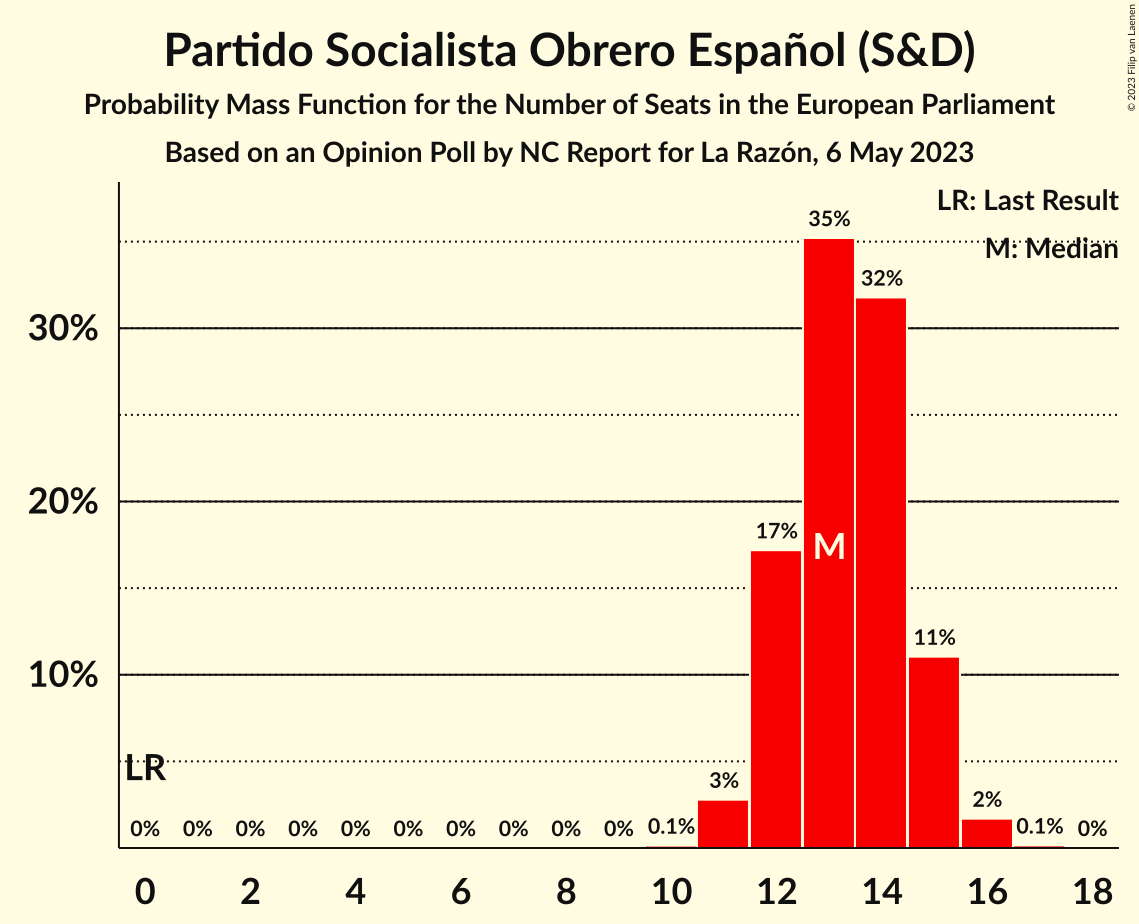 Partido Socialista Obrero Español (S&D)
Probability Mass Function for the Number of Seats in the European Parliament
Based on an Opinion Poll by NC Report for La Razón, 6 May 2023
© 2023 Filip van Laenen
LR: Last Result
M: Median
35%
32%
30%
20%
17%
M
11%
10%
LR
3%
2%
0% 0% 0% 0% 0% 0% 0% 0% 0% 0% 0.1% 0.1% 0%
0 2 4 6 8 10 12 14 16 18